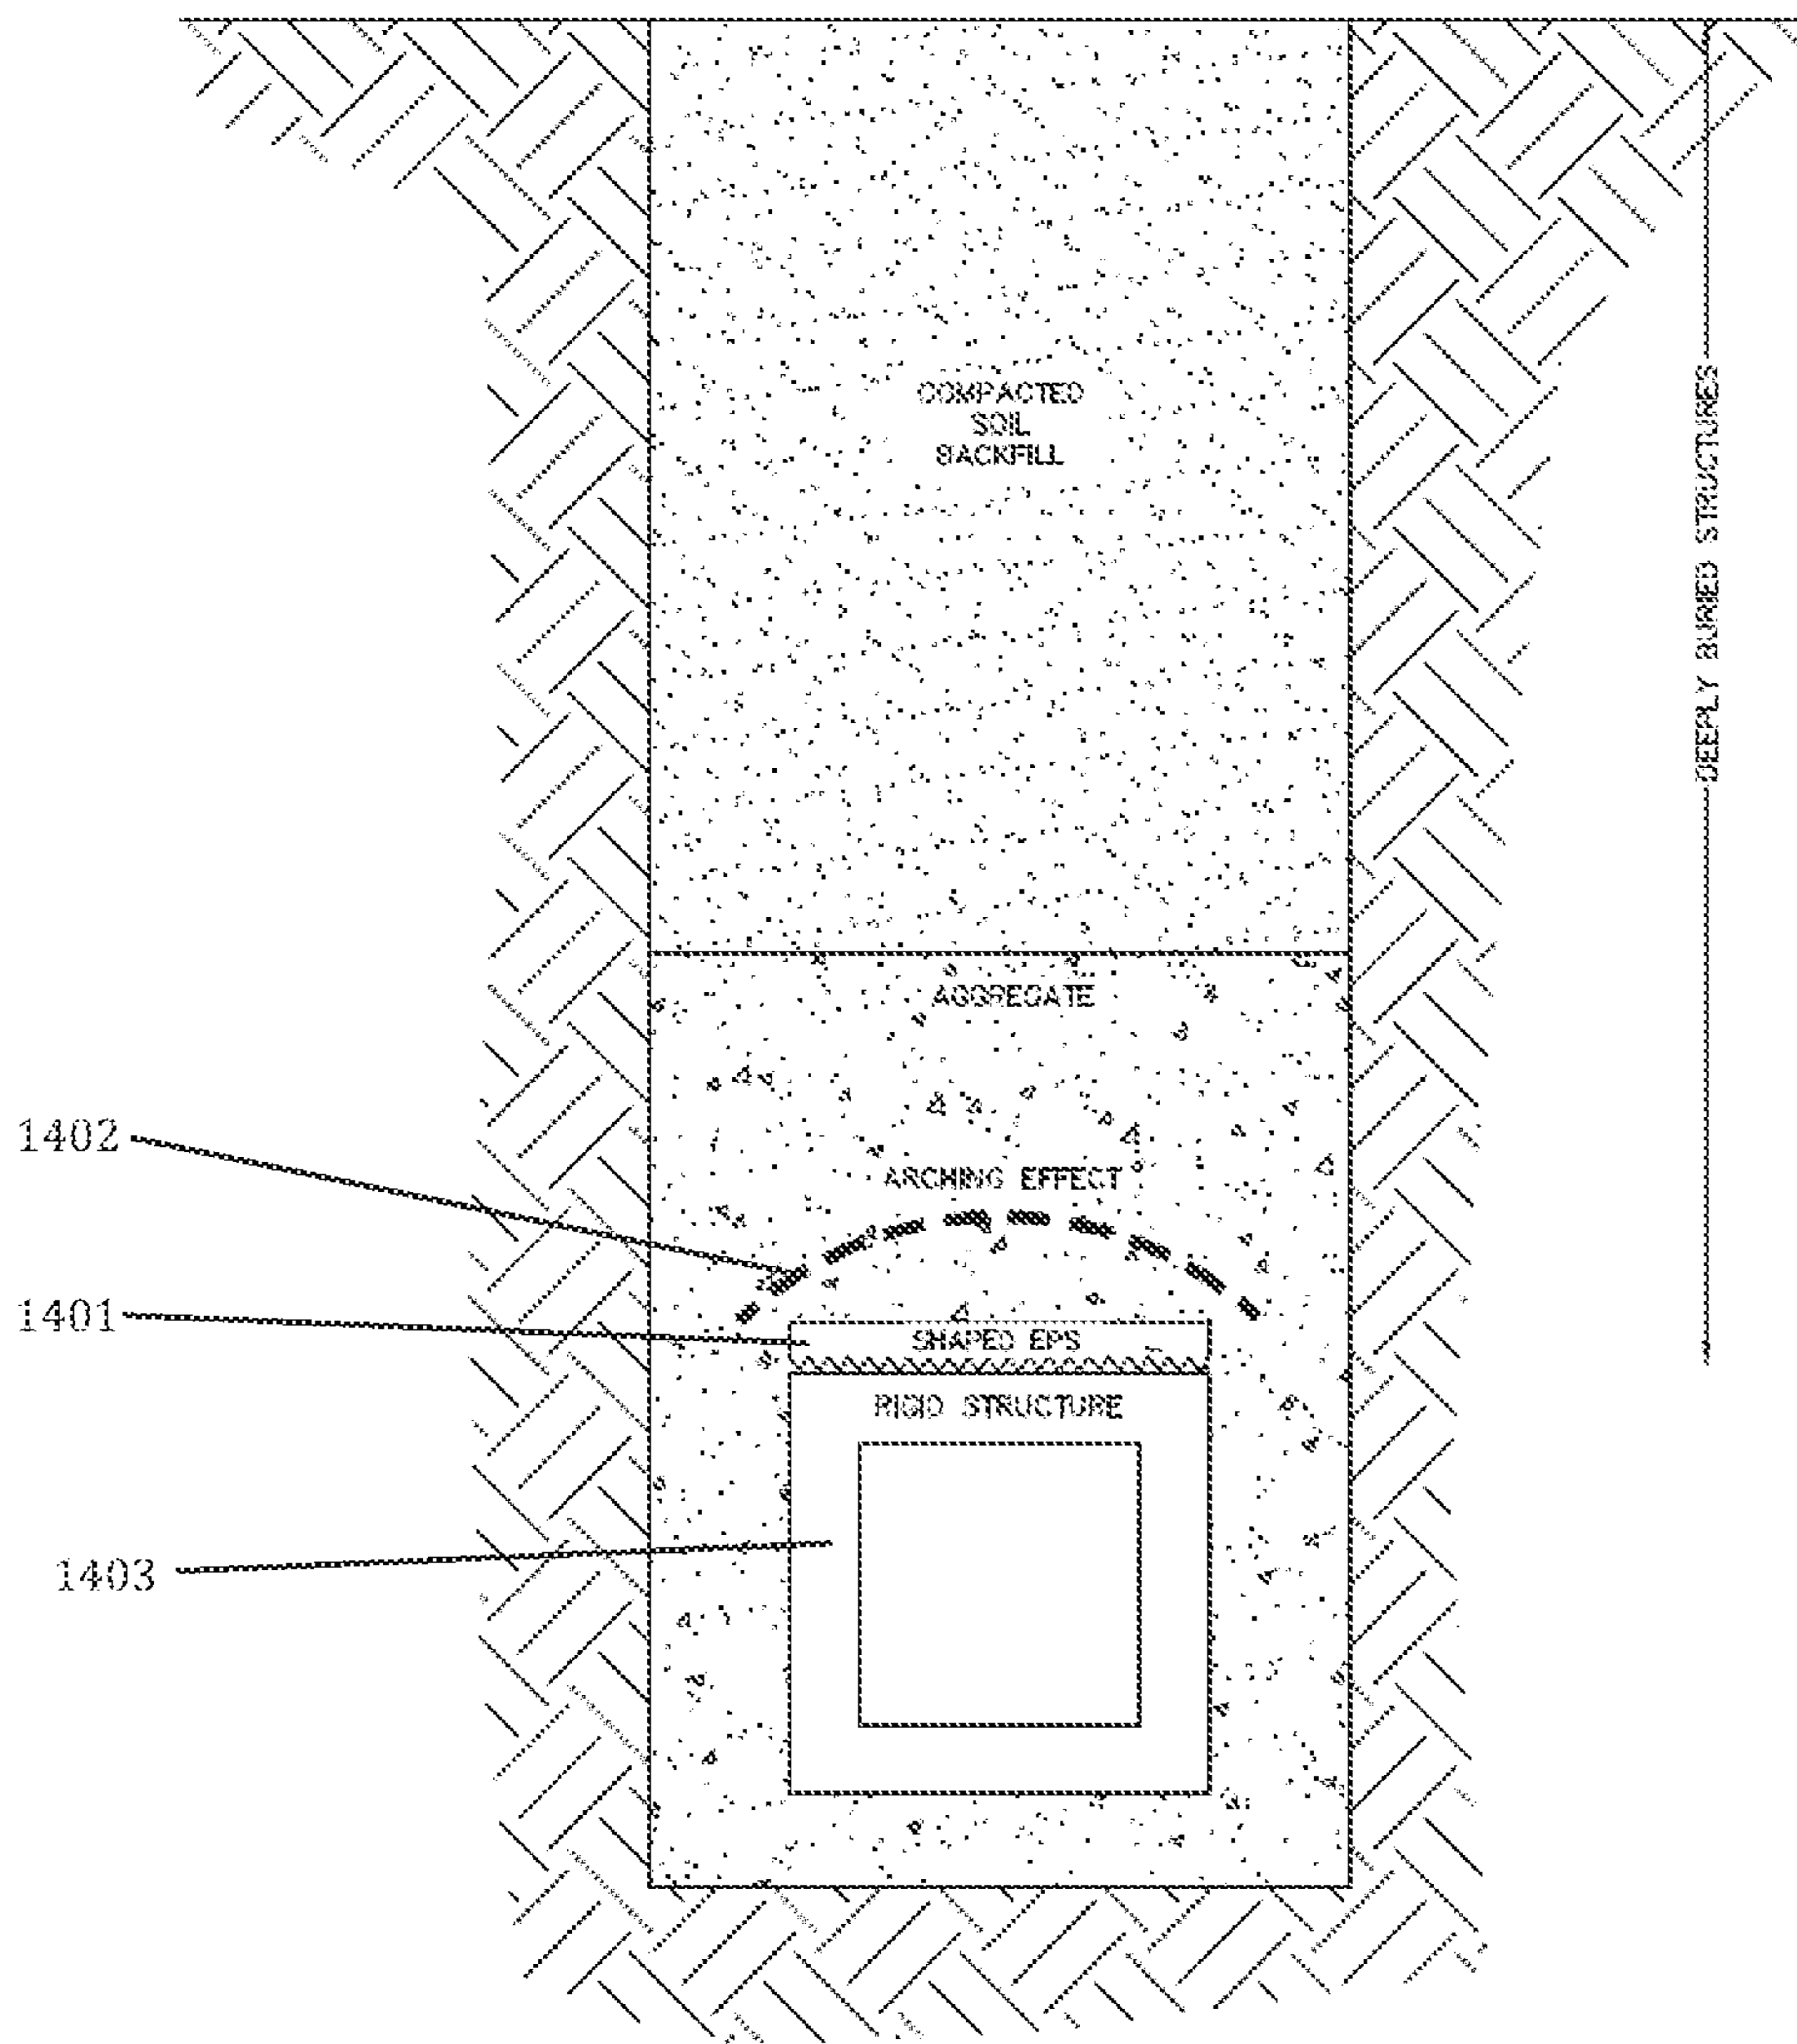 COMPACTED
SOIL
BACKFILL
DEEPLY BURIED STRUCTURES
AGGREGATE
1402
ARCHING EFFECT
1401
SHAPED EPS
RIGID STRUCTURE
1403